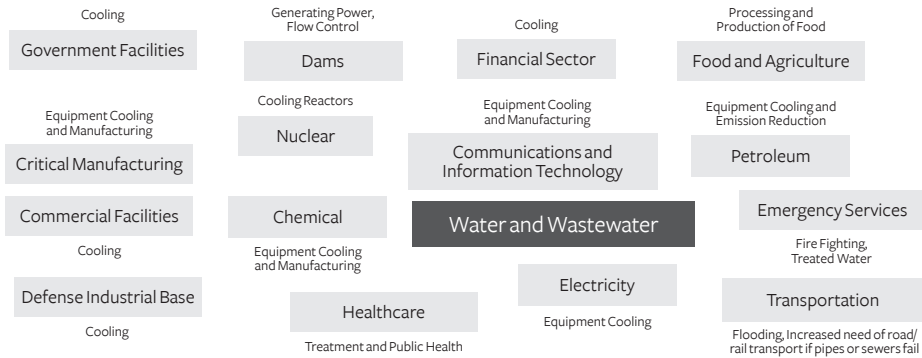 Cooling
Government Facilities
Generating Power,
Flow Control
Dams
Cooling
Financial Sector
Processing and
Production of Food
Food and Agriculture
Equipment Cooling
and Manufacturing
Critical Manufacturing
Cooling Reactors
Nuclear
Equipment Cooling
and Manufacturing
Communications and
Information Technology
Equipment Cooling and
Emission Reduction
Petroleum
Commercial Facilities
Cooling
Chemical
Equipment Cooling
and Manufacturing
Water and Wastewater
Emergency Services
Fire Fighting,
Treated Water
Defense Industrial Base
Cooling
Healthcare
Treatment and Public Health
Electricity
Equipment Cooling
Transportation
Flooding, Increased need of road/
rail transport if pipes or sewers fail